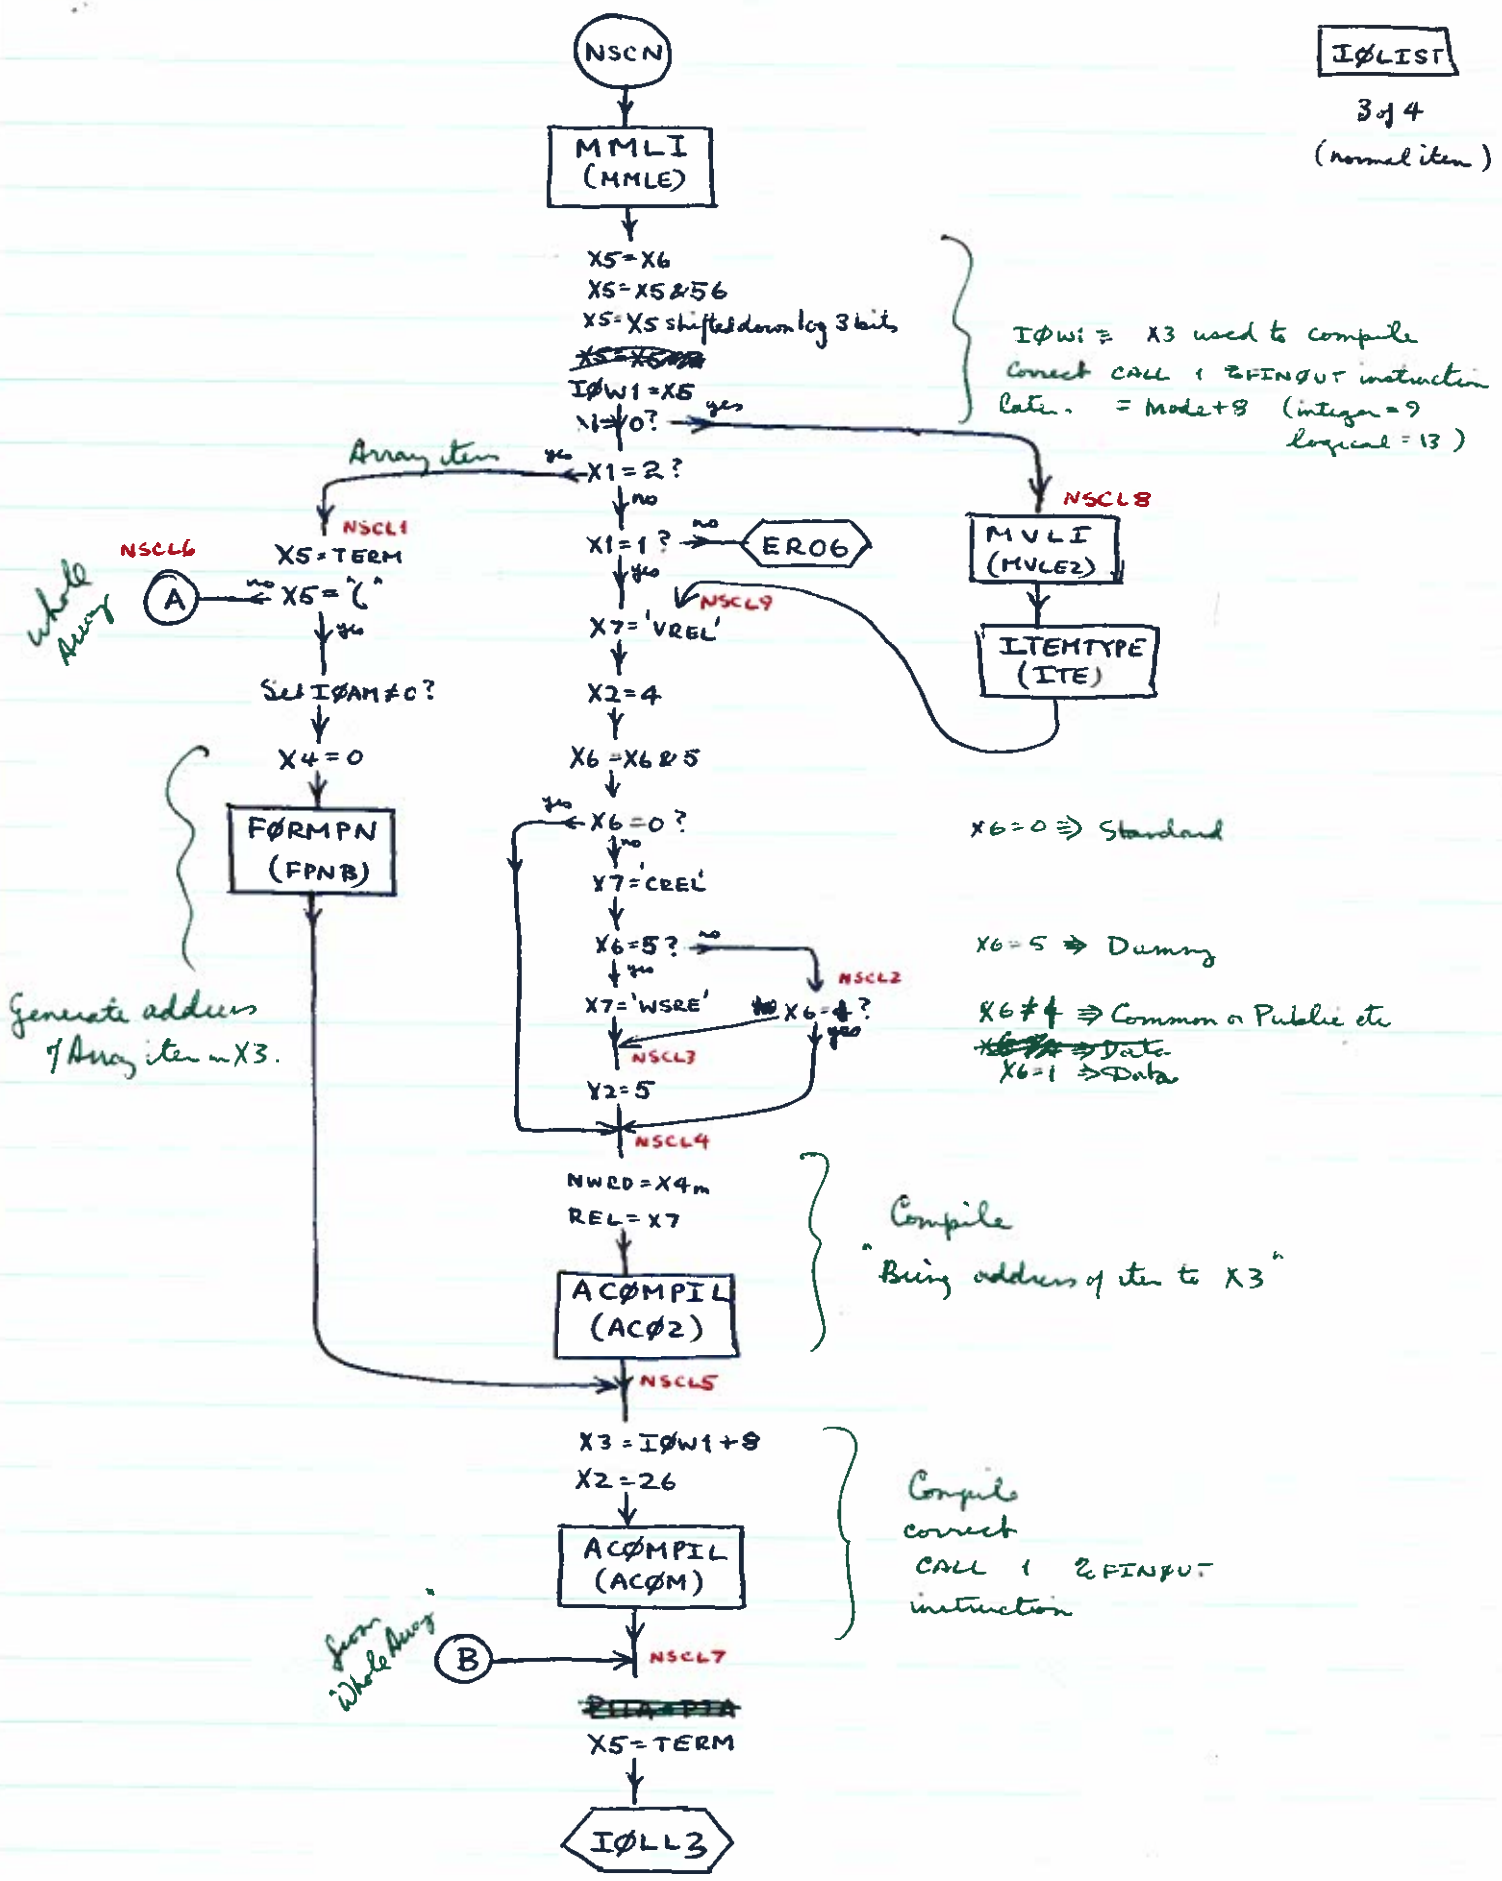 NSCN
IØLIST
3 of 4
(normal item)
MMLI
(MMLE)
X5=X6
X5=X5&56
X5=X5 shifted down log 3 bits
IØW1=X5
X1=0? yes
IØW1 ≡ X3 used to compile
correct CALL 1 %FINØUT instruction
later. = mode+8 (integer = 9
logical = 13)
Array item yes X1=2?
no
NSCL8
MVLI
(MVLE2)
NSCL1
X5=TERM
NSCL6
Whole
Array
A
no X5="("
yes
X1=1? no ERO6
yes
NSCL9
X7='VREL'
ITEMTYPE
(ITE)
Set IØAM≠0?
X2=4
X4=0
X6=X6&5
FØRMPN
(FPNB)
yes X6=0?
no
X6=0 ⇒ Standard
X7='CREL'
X6=5? no
yes
X6=5 ⇒ Dummy
NSCL2
X7='WSRE'
no X6=4?
yes
X6≠4 ⇒ Common or Public etc
X6=1 ⇒ Data
Generate address
of Array item in X3.
NSCL3
X2=5
NSCL4
NWRD=X4m
REL=X7
Compile
"Bring address of item to X3"
ACØMPIL
(ACØ2)
NSCL5
X3=IØW1+8
X2=26
ACØMPIL
(ACØM)
Compile
correct
CALL 1 %FINØUT
instruction
from
"Whole Array"
B
NSCL7
X5=TERM
IØLL3